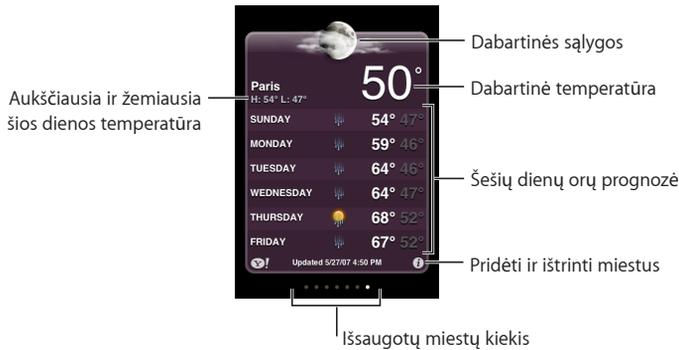 Dabartinės sąlygos
50°
Dabartinė temperatūra
Paris
H: 54° L: 47°
Aukščiausia ir žemiausia
šios dienos temperatūra
SUNDAY 54° 47°
MONDAY 59° 46°
TUESDAY 64° 46°
WEDNESDAY 64° 47°
THURSDAY 68° 52°
FRIDAY 67° 52°
Šešių dienų orų prognozė
Y! Updated 5/27/07 4:50 PM i
Pridėti ir ištrinti miestus
Išsaugotų miestų kiekis